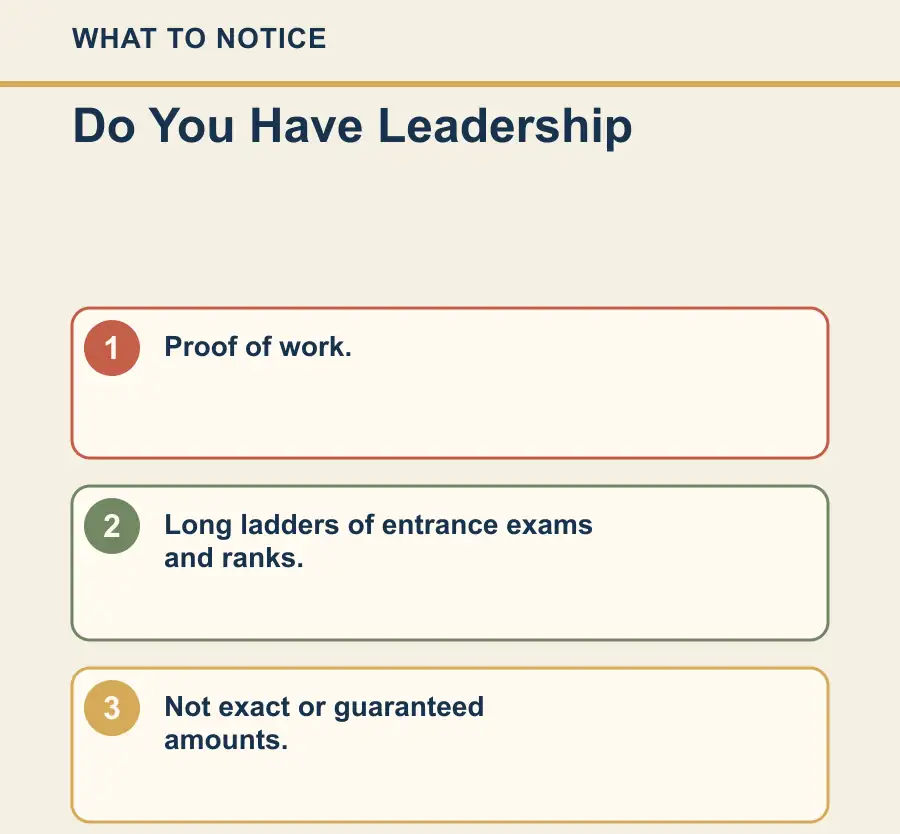 WHAT TO NOTICE
Do You Have Leadership
1
Proof of work.
2
Long ladders of entrance exams
and ranks.
3
Not exact or guaranteed
amounts.